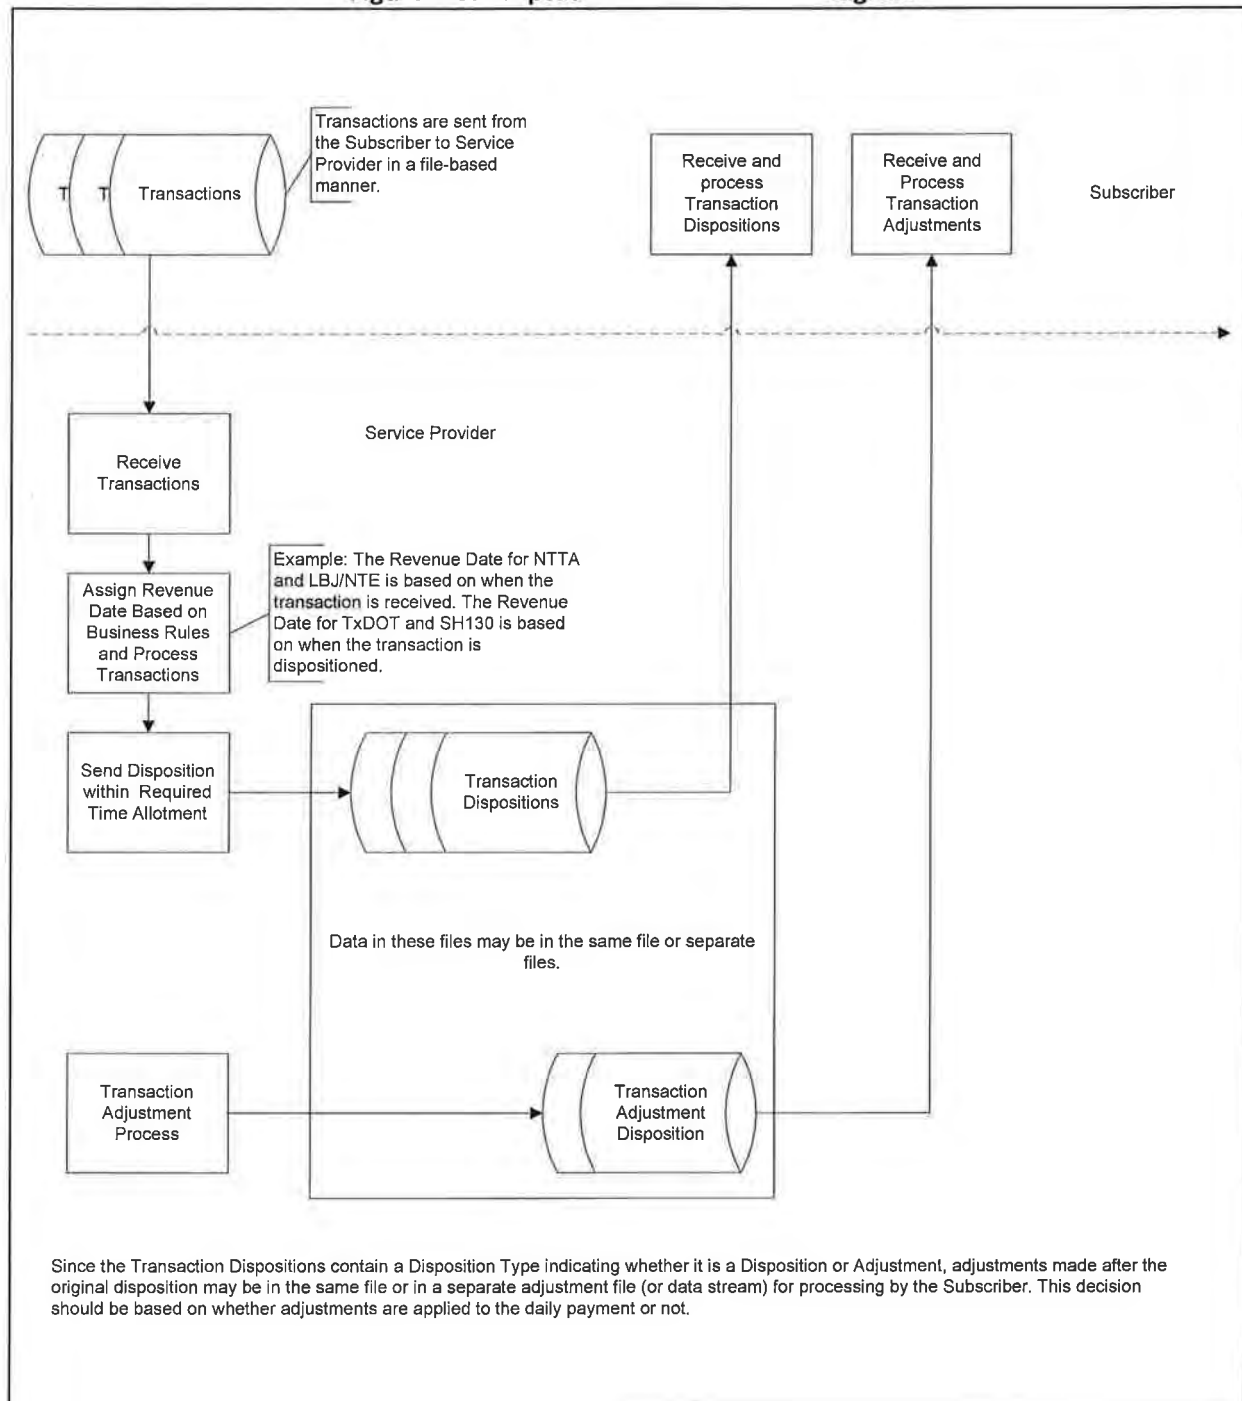 Transactions are sent from
the Subscriber to Service
Provider in a file-based
manner.
T
T
Transactions
Receive and
process
Transaction
Dispositions
Receive and
Process
Transaction
Adjustments
Subscriber
Service Provider
Receive
Transactions
Example: The Revenue Date for NTTA
and LBJ/NTE is based on when the
transaction is received. The Revenue
Date for TxDOT and SH130 is based
on when the transaction is
dispositioned.
Assign Revenue
Date Based on
Business Rules
and Process
Transactions
Send Disposition
within Required
Time Allotment
Transaction
Dispositions
Data in these files may be in the same file or separate
files.
Transaction
Adjustment
Process
Transaction
Adjustment
Disposition
Since the Transaction Dispositions contain a Disposition Type indicating whether it is a Disposition or Adjustment, adjustments made after the
original disposition may be in the same file or in a separate adjustment file (or data stream) for processing by the Subscriber. This decision
should be based on whether adjustments are applied to the daily payment or not.